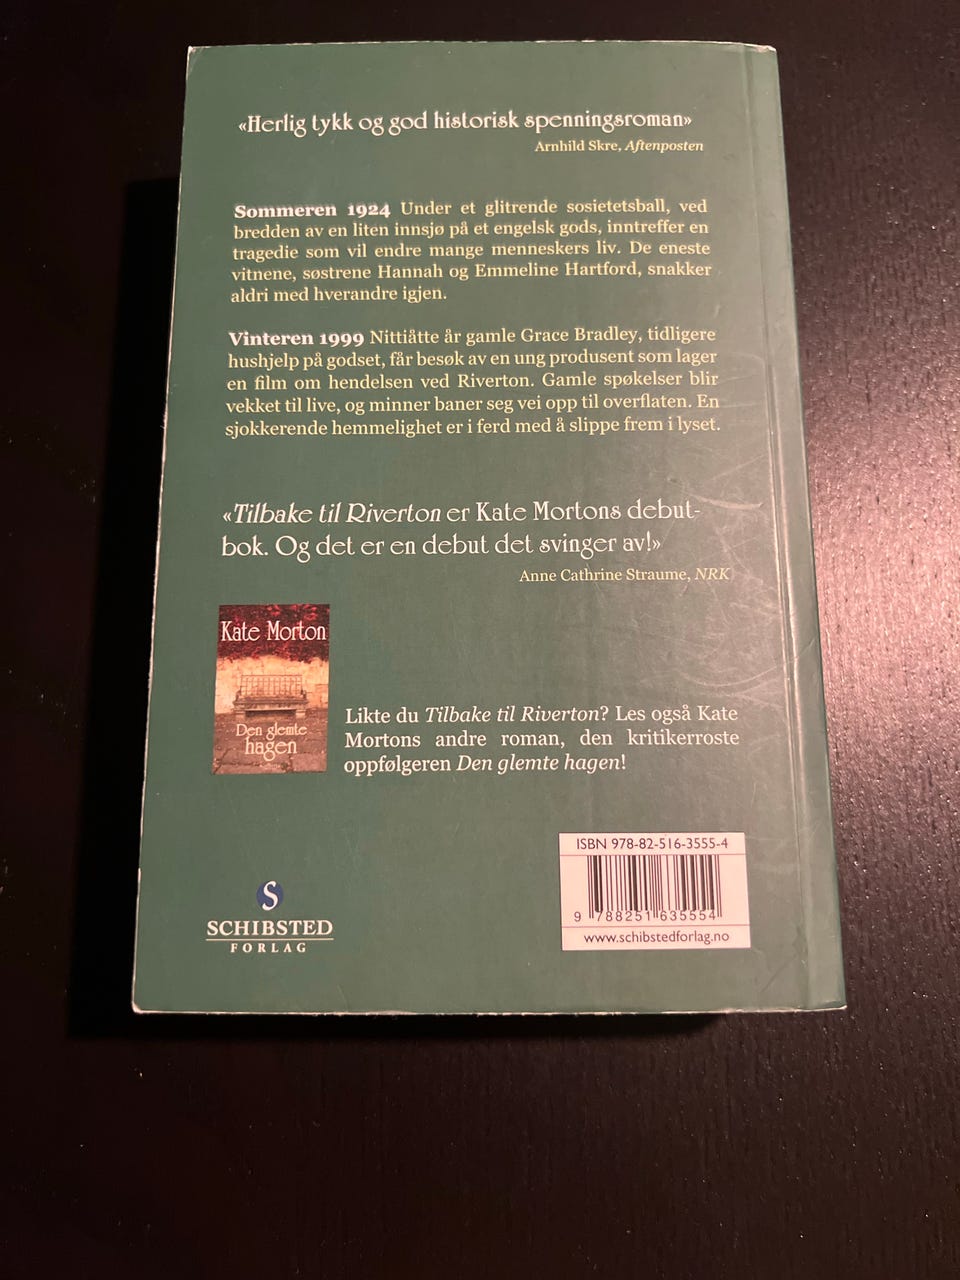 «Herlig tykk og god historisk spenningsroman»
Arnhild Skre, Aftenposten
Sommeren 1924 Under et glitrende sosietetsball, ved
bredden av en liten innsjø på et engelsk gods, inntreffer en
tragedie som vil endre mange menneskers liv. De eneste
vitnene, søstrene Hannah og Emmeline Hartford, snakker
aldri med hverandre igjen.
Vinteren 1999 Nittiåtte år gamle Grace Bradley, tidligere
hushjelp på godset, får besøk av en ung produsent som lager
en film om hendelsen ved Riverton. Gamle spøkelser blir
vekket til live, og minner baner seg vei opp til overflaten. En
sjokkerende hemmelighet er i ferd med å slippe frem i lyset.
«Tilbake til Riverton er Kate Mortons debut-
bok. Og det er en debut det svinger av!»
Anne Cathrine Straume, NRK
Kate Morton
Den glemte
hagen
Likte du Tilbake til Riverton? Les også Kate
Mortons andre roman, den kritikerroste
oppfølgeren Den glemte hagen!
ISBN 978-82-516-3555-4
9 788251 635554
www.schibstedforlag.no
S
SCHIBSTED
FORLAG